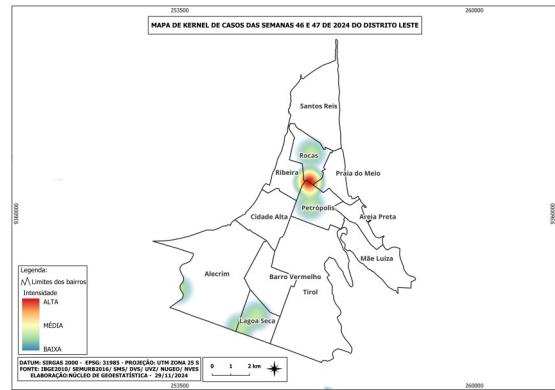 253500
260000
MAPA DE KERNEL DE CASOS DAS SEMANAS 46 E 47 DE 2024 DO DISTRITO LESTE
Santos Reis
Rocas
Ribeira
Praia do Meio
Petrópolis
Cidade Alta
Areia Preta
9360000
9360000
Mãe Luiza
Alecrim
Barro Vermelho
Tirol
Lagoa Seca
Legenda:
Limites dos bairros
Intensidade
ALTA
MÉDIA
BAIXA
DATUM: SIRGAS 2000 - EPSG: 31985 - PROJEÇÃO: UTM ZONA 25 S
FONTE: IBGE2010/ SEMURB2016/ SMS/ DVS/ UVZ/ NUGEO/ NVES
ELABORAÇÃO:NÚCLEO DE GEOESTATÍSTICA - 29/11/2024
0 1 2 km
253500
260000